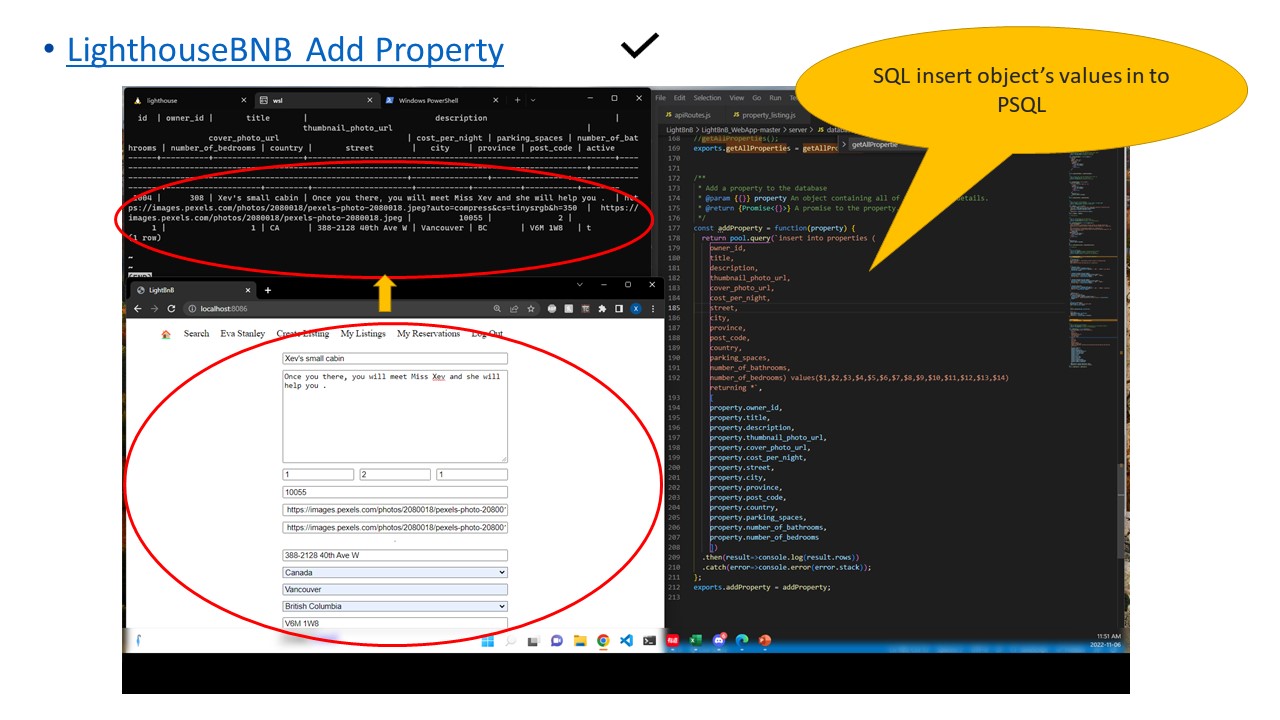 • LighthouseBNB Add Property
SQL insert object's values in to
PSQL
lighthouse
wsl
Windows PowerShell
id | owner_id | title | description |
thumbnail_photo_url |
cover_photo_url | cost_per_night | parking_spaces | number_of_bat
hrooms | number_of_bedrooms | country | street | city | province | post_code | active
1004 | 308 | Xev's small cabin | Once you there, you will meet Miss Xev and she will help you . | htt
ps://images.pexels.com/photos/2080018/pexels-photo-2080018.jpeg?auto=compress&cs=tinysrgb&h=350 | https://
images.pexels.com/photos/2080018/pexels-photo-2080018.jpeg | 10055 | 2 |
1 | 1 | CA | 388-2128 40th Ave W | Vancouver | BC | V6M 1W8 | t
(1 row)
~
~
(END)
LightBnB
localhost:8086
Search Eva Stanley Create Listing My Listings My Reservations Log Out
Xev's small cabin
Once you there, you will meet Miss Xev and she will
help you .
1 2 1
10055
https://images.pexels.com/photos/2080018/pexels-photo-20800
https://images.pexels.com/photos/2080018/pexels-photo-20800
388-2128 40th Ave W
Canada
Vancouver
British Columbia
V6M 1W8
File Edit Selection View Go Run
apiRoutes.js property_listing.js
LightBnB > LightBnB_WebApp-master > server >
getAllPropertie
168 //getAllProperties();
169 exports.getAllProperties = getAllPro
170
171
172 /**
173 * Add a property to the database
174 * @param {{}} property An object containing all of
175 * @return {Promise<{}>} A promise to the property
176 */
177 const addProperty = function(property) {
178 return pool.query(`insert into properties (
179 owner_id,
180 title,
181 description,
182 thumbnail_photo_url,
183 cover_photo_url,
184 cost_per_night,
185 street,
186 city,
187 province,
188 post_code,
189 country,
190 parking_spaces,
191 number_of_bathrooms,
192 number_of_bedrooms) values($1,$2,$3,$4,$5,$6,$7,$8,$9,$10,$11,$12,$13,$14)
returning *`,
193 [
194 property.owner_id,
195 property.title,
196 property.description,
197 property.thumbnail_photo_url,
198 property.cover_photo_url,
199 property.cost_per_night,
200 property.street,
201 property.city,
202 property.province,
203 property.post_code,
204 property.country,
205 property.parking_spaces,
206 property.number_of_bathrooms,
207 property.number_of_bedrooms
208 ])
209 .then(result=>console.log(result.rows))
210 .catch(error=>console.error(error.stack));
211 };
212 exports.addProperty = addProperty;
213
11:51 AM
2022-11-06